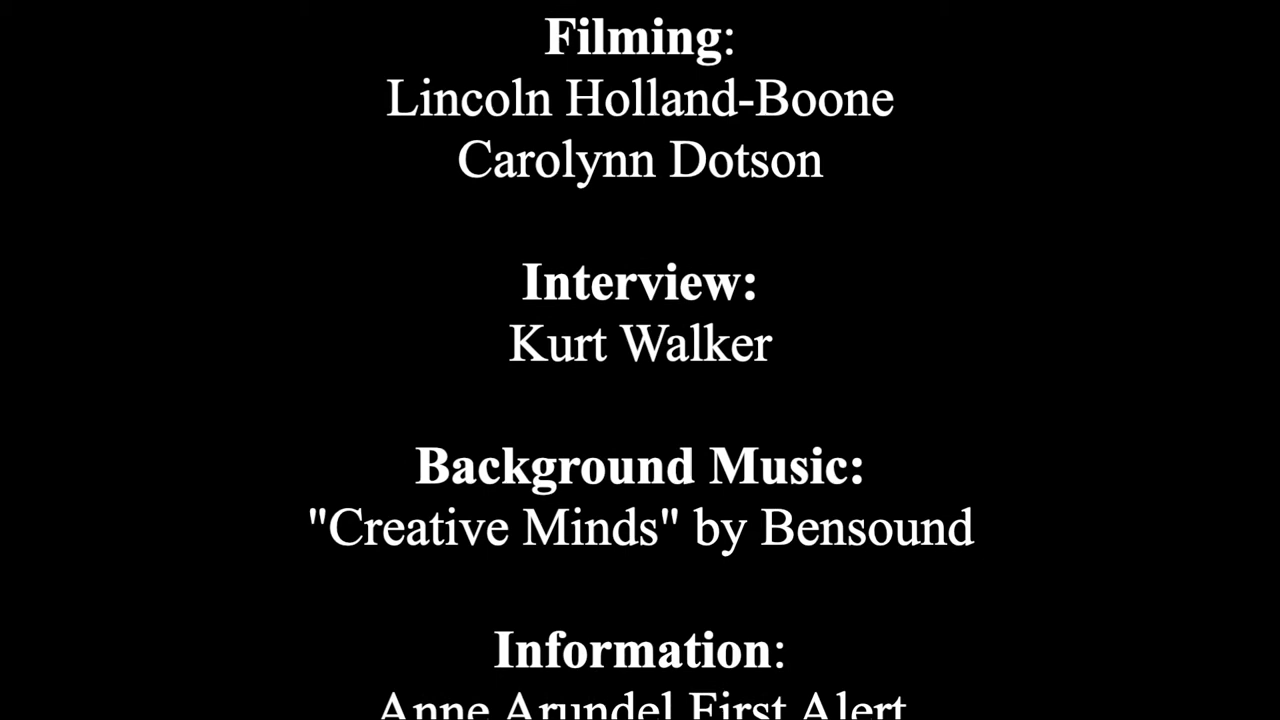 Filming:
Lincoln Holland-Boone
Carolynn Dotson
Interview:
Kurt Walker
Background Music:
"Creative Minds" by Bensound
Information:
Anne Arundel First Alert